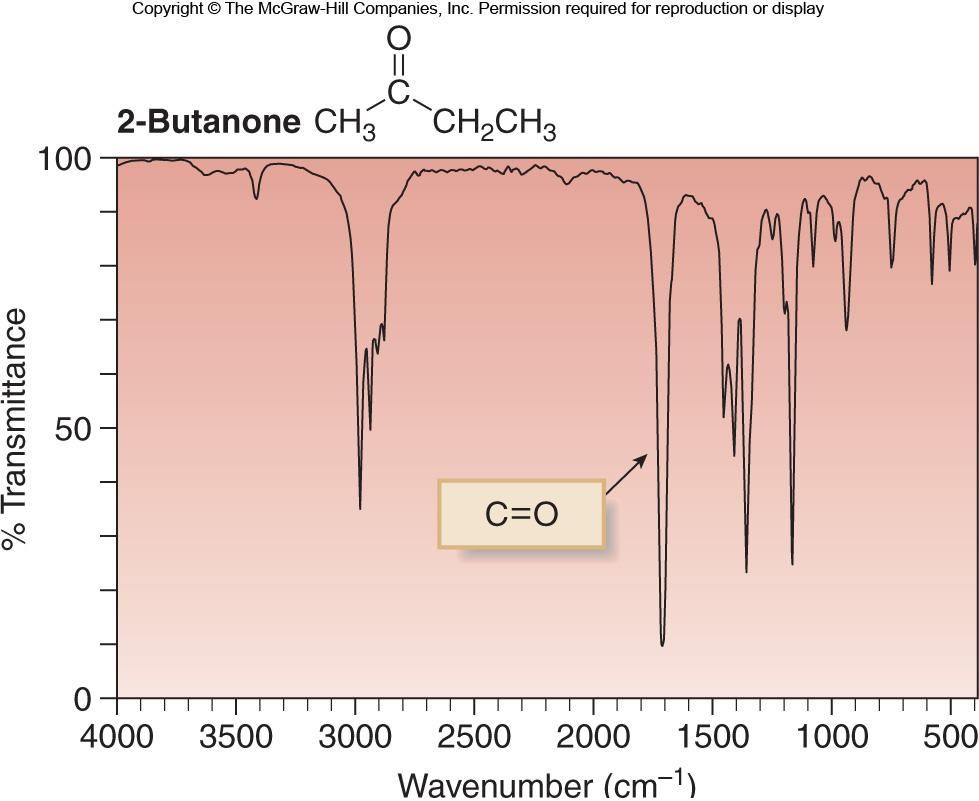 Copyright © The McGraw-Hill Companies, Inc. Permission required for reproduction or display
O
C
2-Butanone CH₃ CH₂CH₃
100
50
0
% Transmittance
C=O
4000 3500 3000 2500 2000 1500 1000 500
Wavenumber (cm⁻¹)